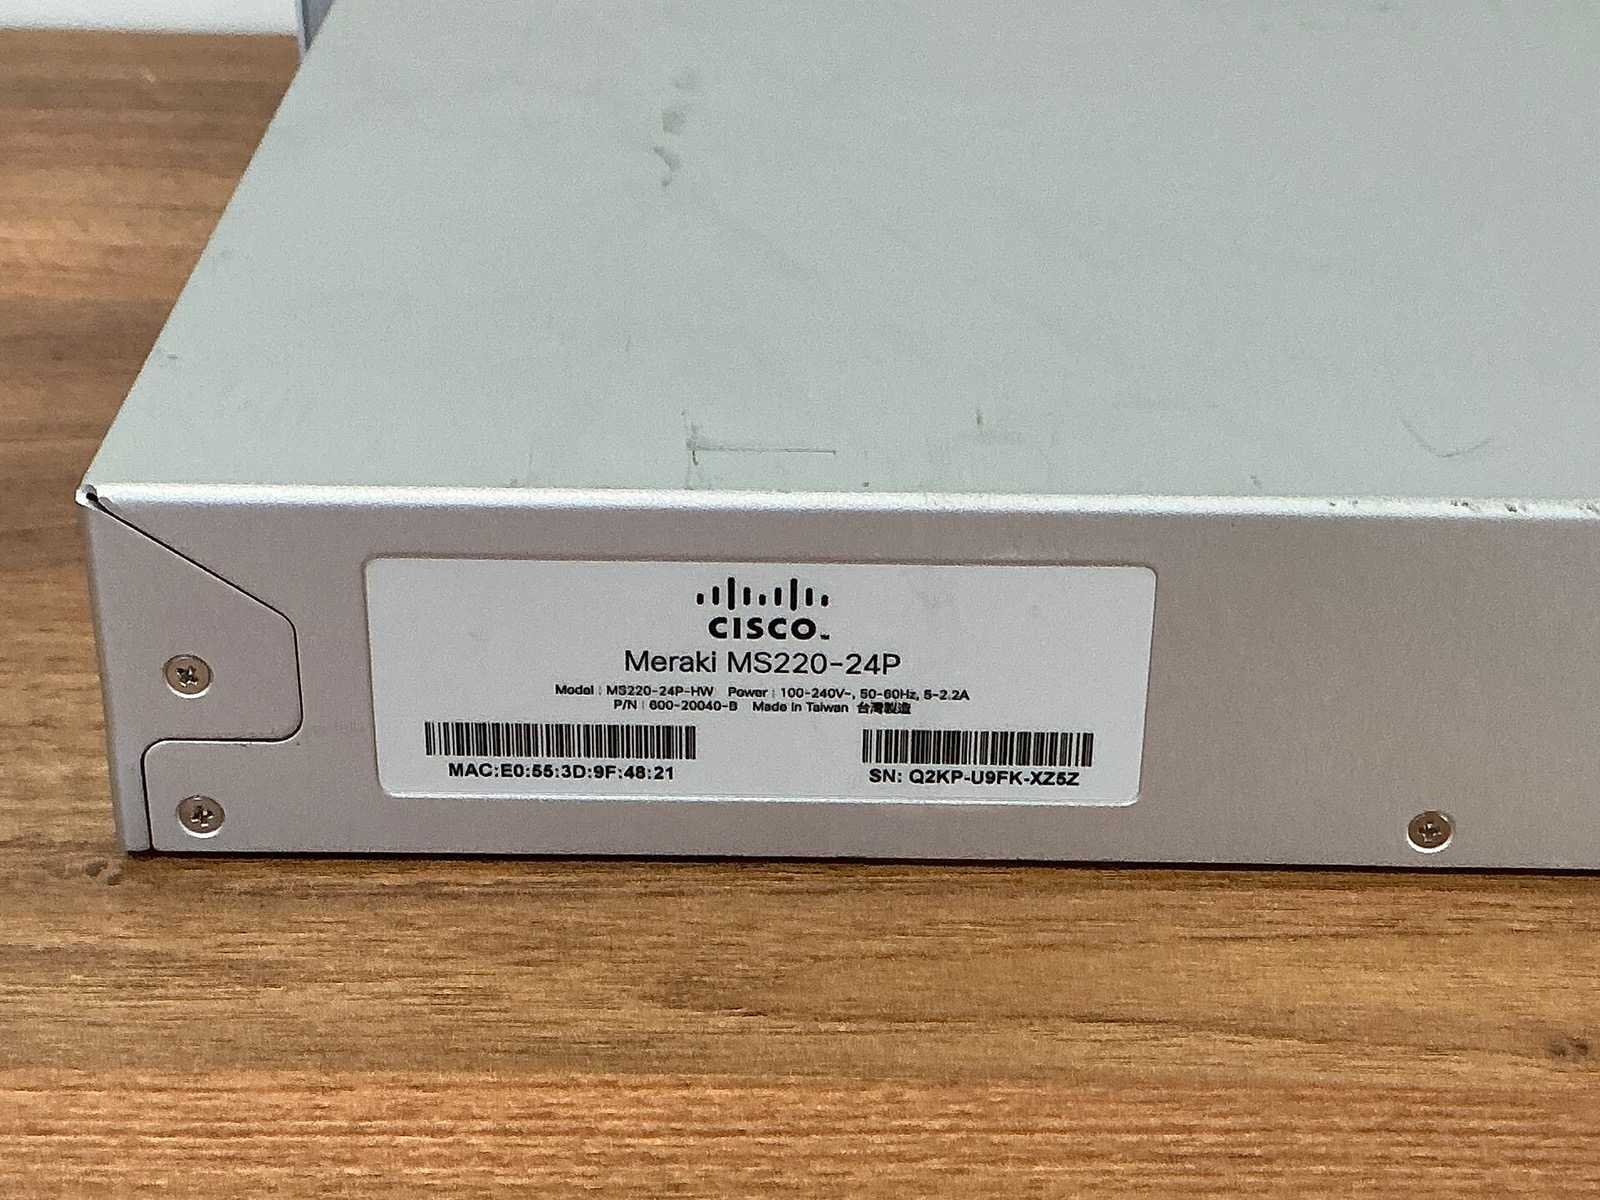 CISCO
Meraki MS220-24P
Model : MS220-24P-HW Power : 100-240V~, 50-60Hz, 5-2.2A
P/N : 600-20040-B Made in Taiwan 台灣製造
MAC:E0:55:3D:9F:48:21
SN: Q2KP-U9FK-XZ5Z